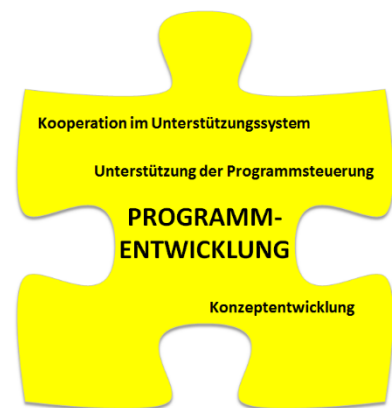 Kooperation im Unterstützungssystem
Unterstützung der Programmsteuerung
PROGRAMM-
ENTWICKLUNG
Konzeptentwicklung